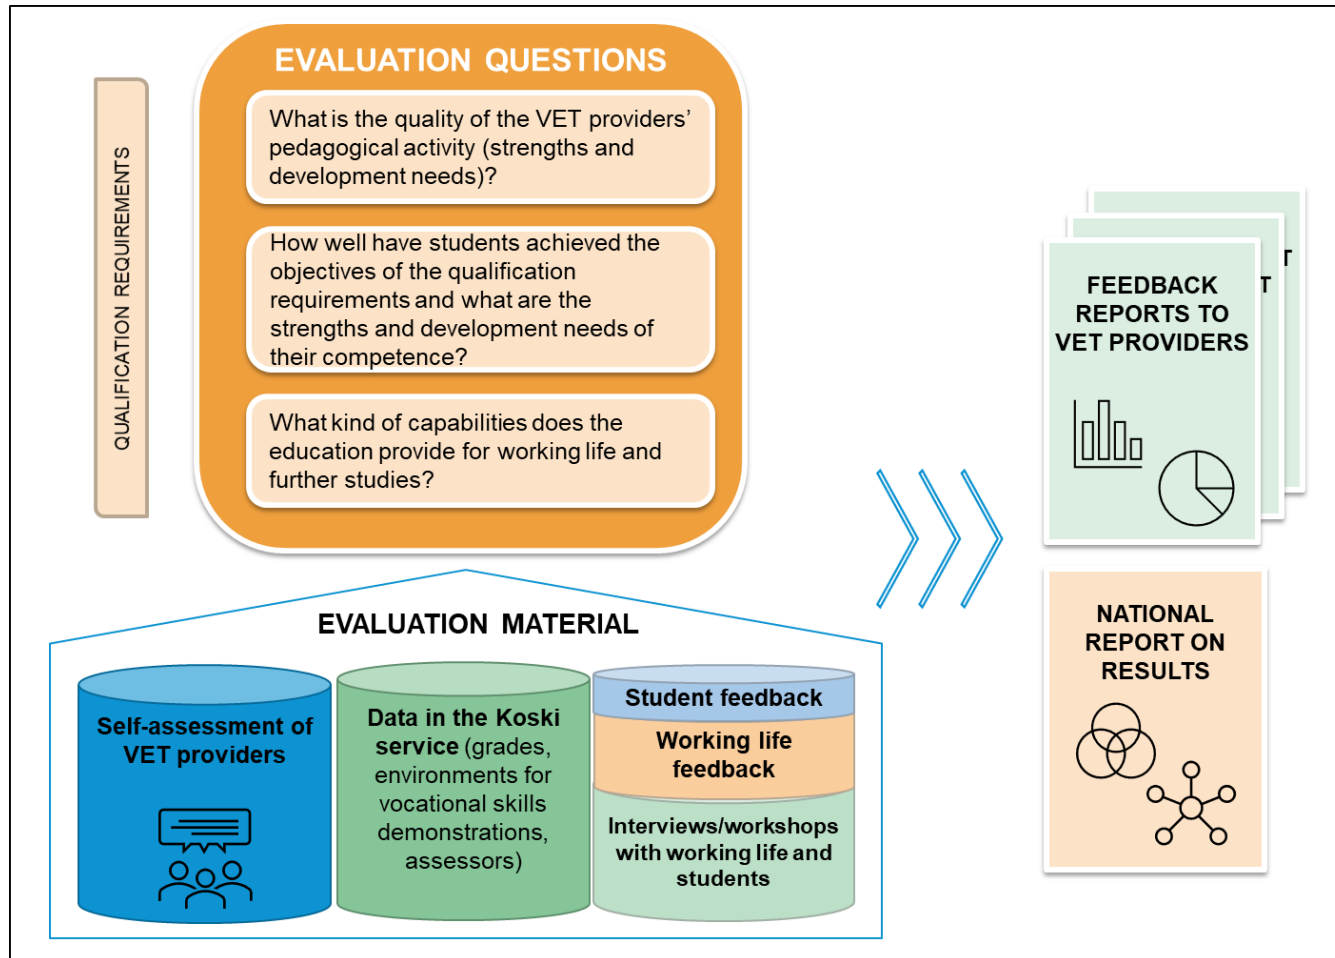 EVALUATION QUESTIONS
QUALIFICATION REQUIREMENTS
What is the quality of the VET providers’
pedagogical activity (strengths and
development needs)?
How well have students achieved the
objectives of the qualification
requirements and what are the
strengths and development needs of
their competence?
What kind of capabilities does the
education provide for working life and
further studies?
EVALUATION MATERIAL
Self-assessment of
VET providers
Data in the Koski
service (grades,
environments for
vocational skills
demonstrations,
assessors)
Student feedback
Working life
feedback
Interviews/workshops
with working life and
students
FEEDBACK
REPORTS TO
VET PROVIDERS
T
T
NATIONAL
REPORT ON
RESULTS